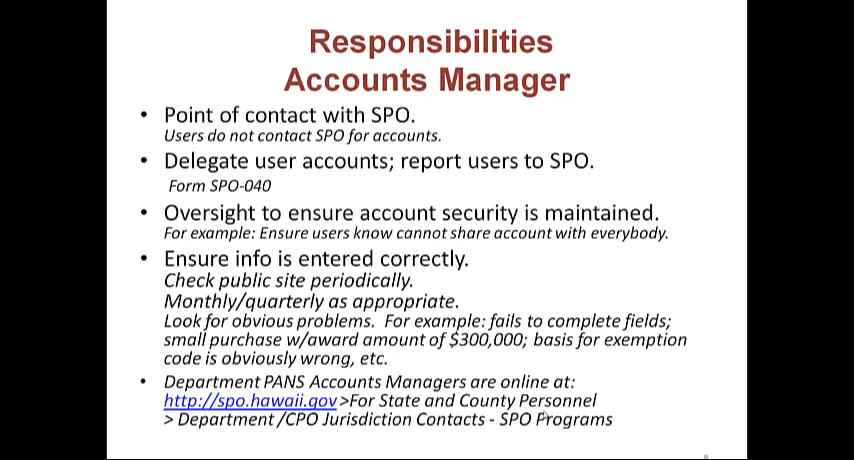 Responsibilities
Accounts Manager
• Point of contact with SPO.
Users do not contact SPO for accounts.
• Delegate user accounts; report users to SPO.
Form SPO-040
• Oversight to ensure account security is maintained.
For example: Ensure users know cannot share account with everybody.
• Ensure info is entered correctly.
Check public site periodically.
Monthly/quarterly as appropriate.
Look for obvious problems.  For example: fails to complete fields;
small purchase w/award amount of $300,000; basis for exemption
code is obviously wrong, etc.
• Department PANS Accounts Managers are online at:
http://spo.hawaii.gov >For State and County Personnel
> Department /CPO Jurisdiction Contacts - SPO Programs